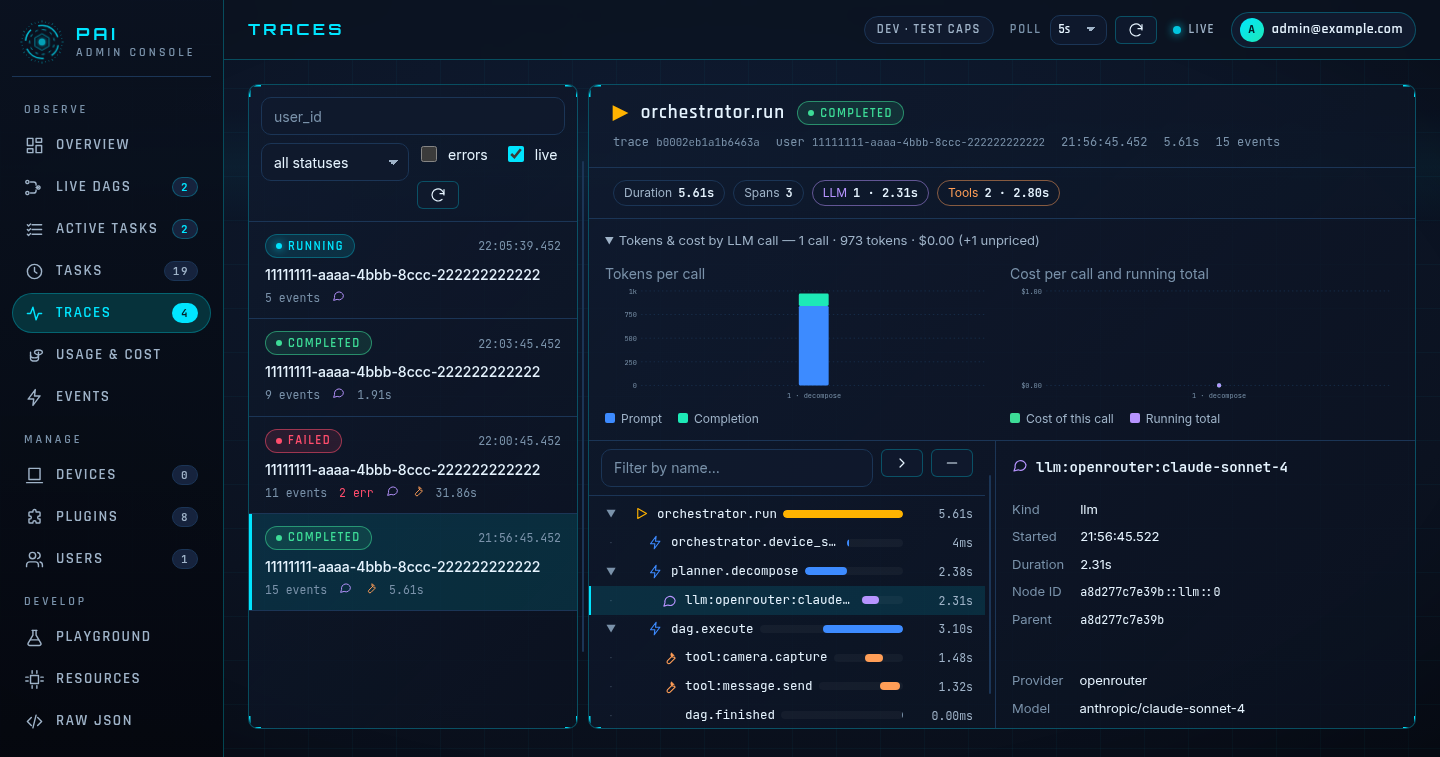 PAI
ADMIN CONSOLE
OBSERVE
OVERVIEW
LIVE DAGS 2
ACTIVE TASKS 2
TASKS 19
TRACES 4
USAGE & COST
EVENTS
MANAGE
DEVICES 0
PLUGINS 8
USERS 1
DEVELOP
PLAYGROUND
RESOURCES
RAW JSON
TRACES
DEV · TEST CAPS
POLL 5s
LIVE
A admin@example.com
user_id
all statuses errors live
RUNNING 22:05:39.452
11111111-aaaa-4bbb-8ccc-222222222222
5 events
COMPLETED 22:03:45.452
11111111-aaaa-4bbb-8ccc-222222222222
9 events 1.91s
FAILED 22:00:45.452
11111111-aaaa-4bbb-8ccc-222222222222
11 events 2 err 31.86s
COMPLETED 21:56:45.452
11111111-aaaa-4bbb-8ccc-222222222222
15 events 5.61s
orchestrator.run COMPLETED
trace b0002eb1a1b6463a user 11111111-aaaa-4bbb-8ccc-222222222222 21:56:45.452 5.61s 15 events
Duration 5.61s Spans 3 LLM 1 · 2.31s Tools 2 · 2.80s
Tokens & cost by LLM call — 1 call · 973 tokens · $0.00 (+1 unpriced)
Tokens per call
1k
750
500
250
0
1 · decompose
Prompt Completion
Cost per call and running total
$1.00
$0.00
1 · decompose
Cost of this call Running total
Filter by name...
orchestrator.run 5.61s
orchestrator.device_s… 4ms
planner.decompose 2.38s
llm:openrouter:claude… 2.31s
dag.execute 3.10s
tool:camera.capture 1.48s
tool:message.send 1.32s
dag.finished 0.00ms
llm:openrouter:claude-sonnet-4
Kind llm
Started 21:56:45.522
Duration 2.31s
Node ID a8d277c7e39b::llm::0
Parent a8d277c7e39b
Provider openrouter
Model anthropic/claude-sonnet-4